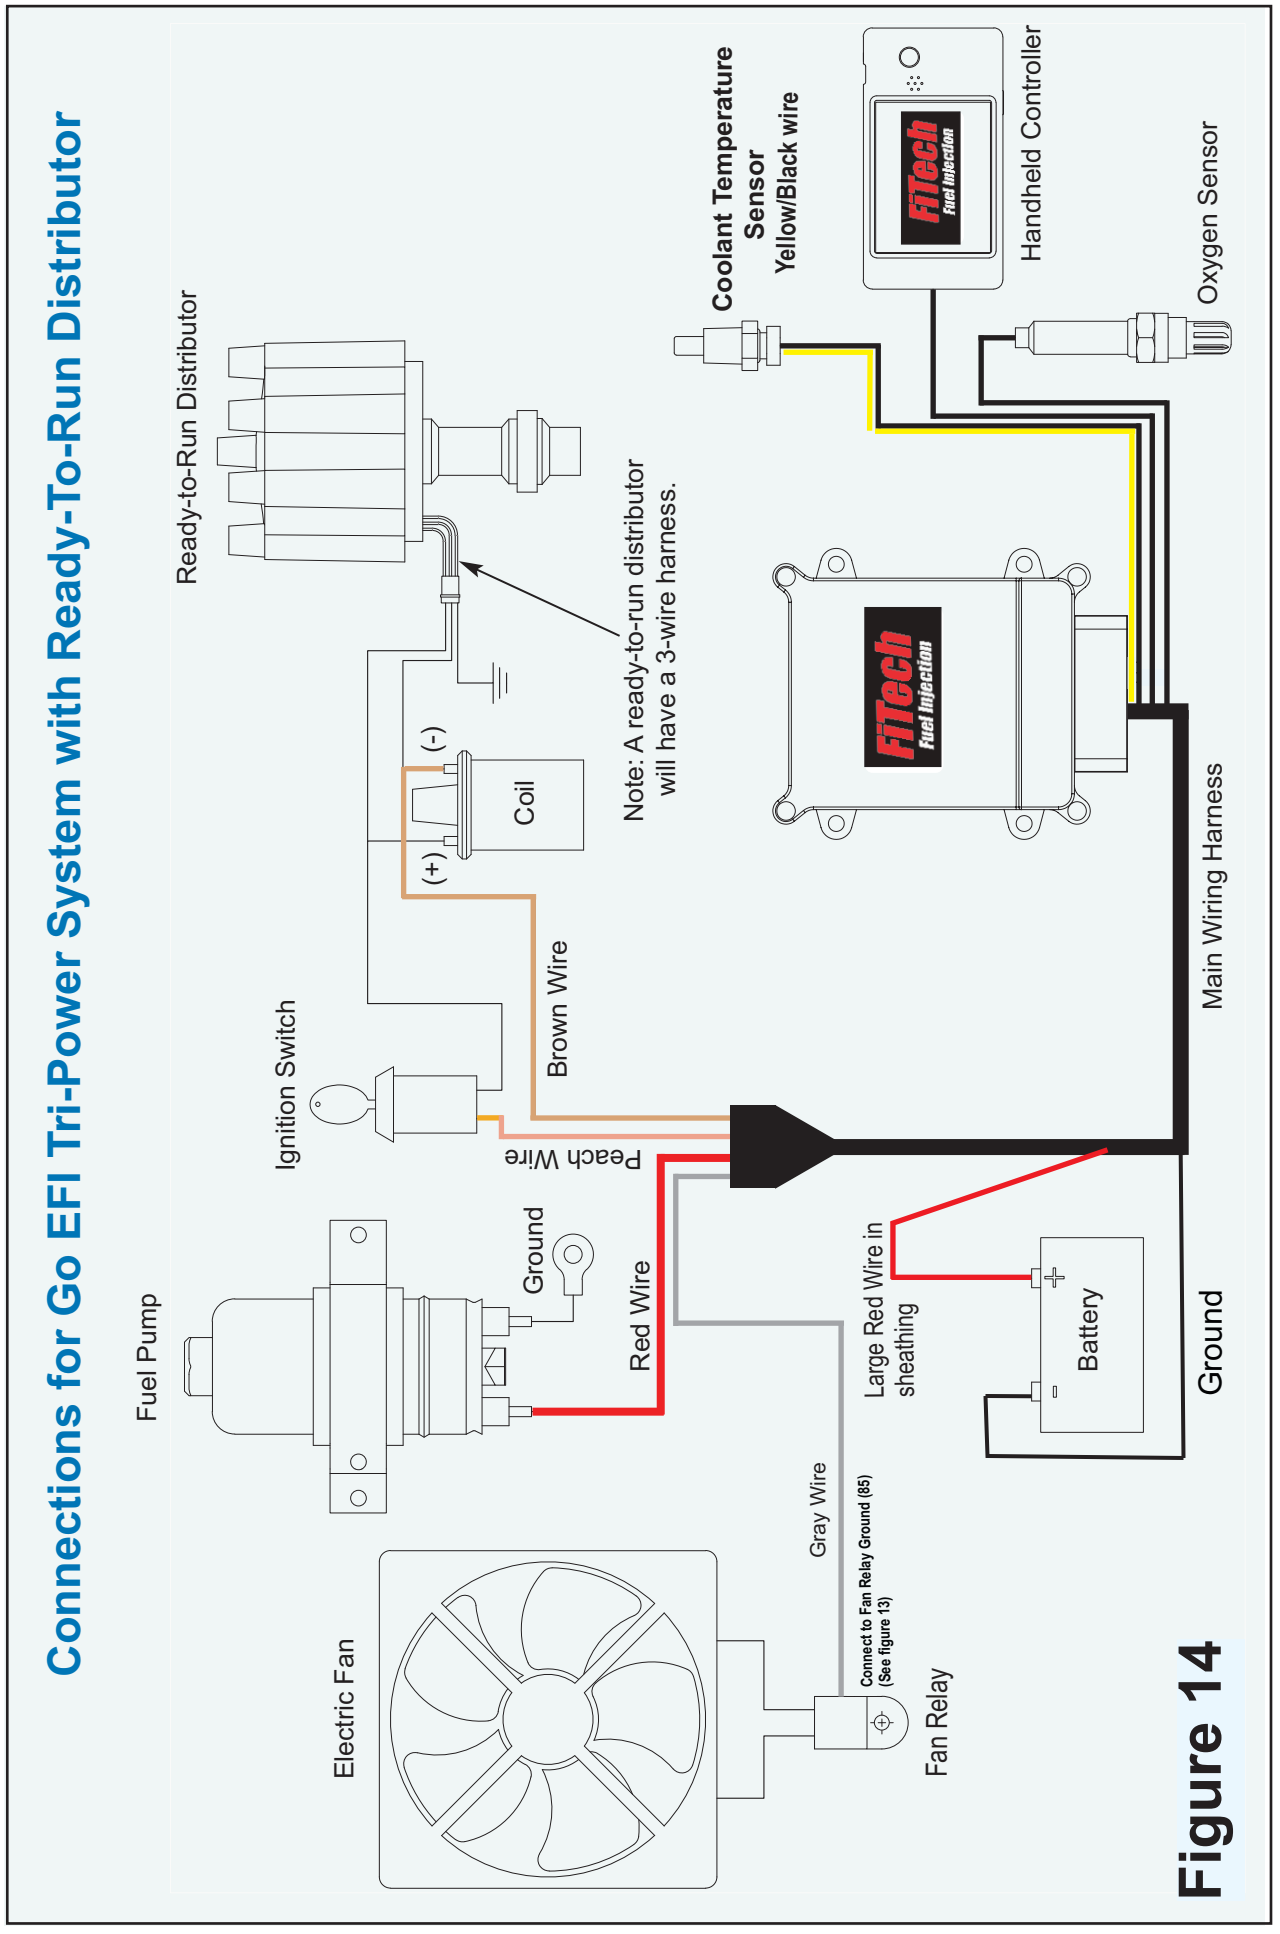 Connections for Go EFI Tri-Power System with Ready-To-Run Distributor
Ready-to-Run Distributor
Ignition Switch
Fuel Pump
Electric Fan
Note: A ready-to-run distributor
will have a 3-wire harness.
(-)
(+)
Coil
Brown Wire
Peach Wire
Ground
Red Wire
Coolant Temperature
Sensor
Yellow/Black wire
FiTech
Fuel Injection
Handheld Controller
Oxygen Sensor
FiTech
Fuel Injection
Main Wiring Harness
Large Red Wire in
sheathing
+
-
Battery
Ground
Gray Wire
Connect to Fan Relay Ground (85)
(See figure 13)
Fan Relay
Figure 14